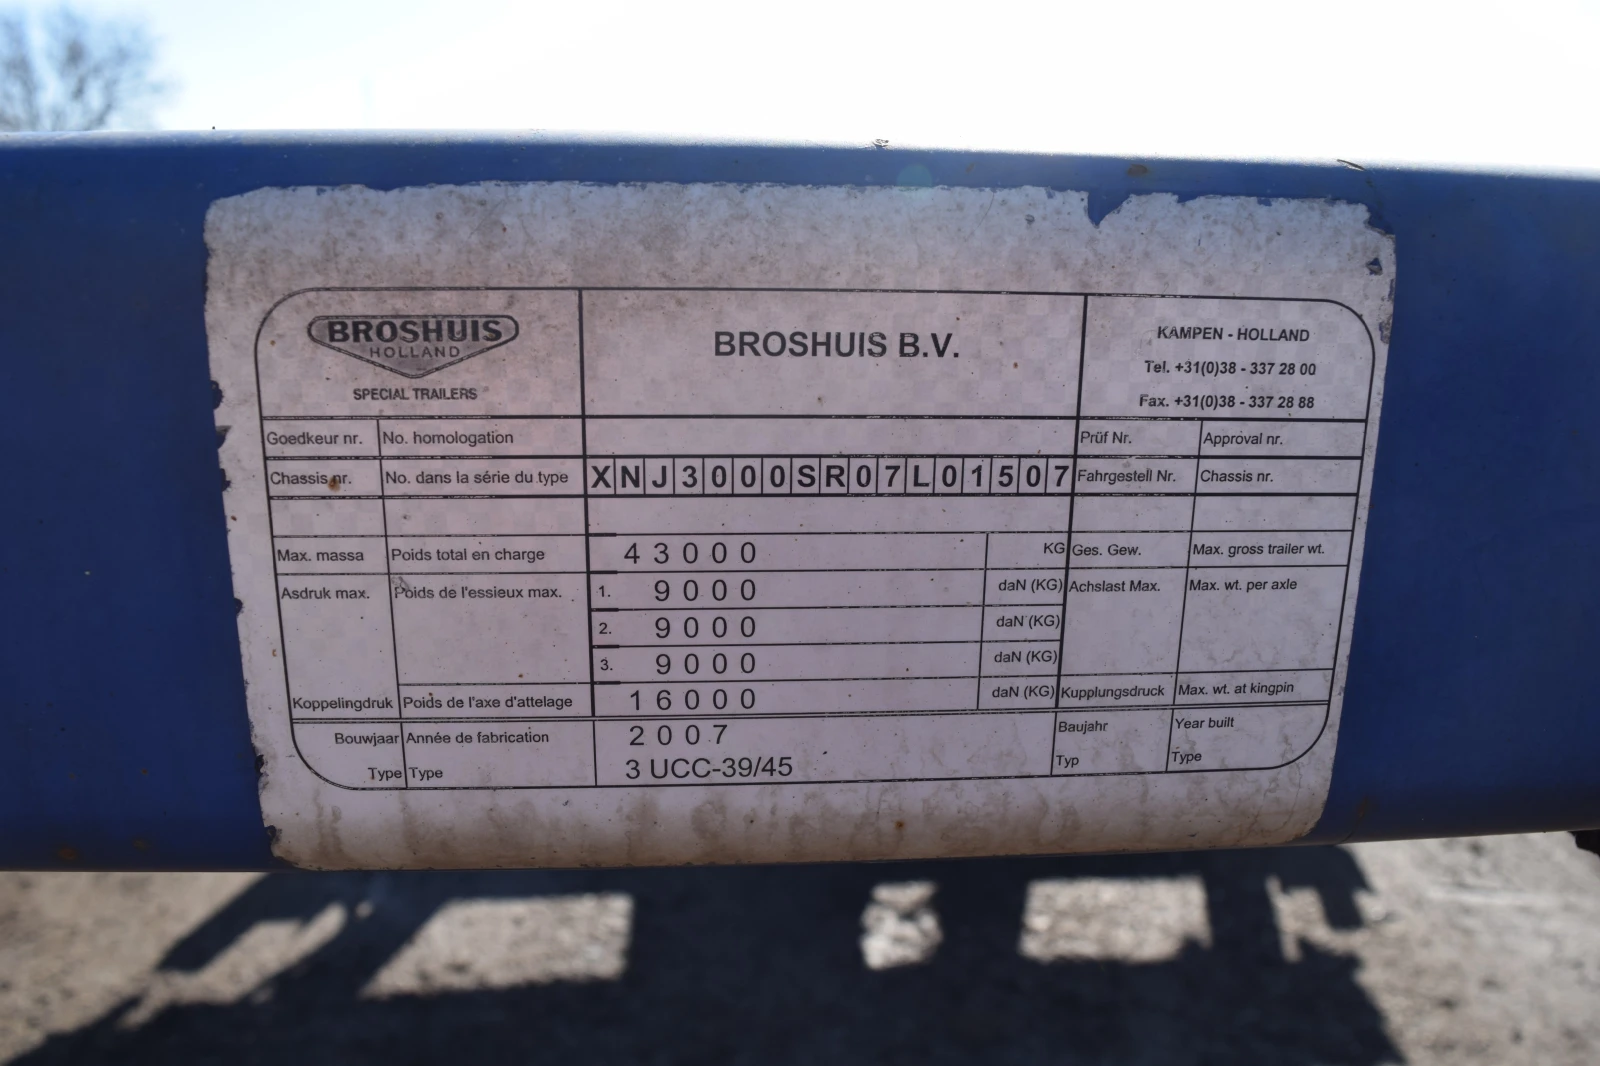 BROSHUIS
HOLLAND
SPECIAL TRAILERS
BROSHUIS B.V.
KAMPEN - HOLLAND
Tel. +31(0)38 - 337 28 00
Fax. +31(0)38 - 337 28 88
Goedkeur nr. No. homologation Prüf Nr. Approval nr.
Chassis nr. No. dans la série du type XNJ3000SR07L01507 Fahrgestell Nr. Chassis nr.
Max. massa Poids total en charge 43000 KG Ges. Gew. Max. gross trailer wt.
Asdruk max. Poids de l'essieux max. 1. 9000 daN (KG) Achslast Max. Max. wt. per axle
2. 9000 daN (KG)
3. 9000 daN (KG)
Koppelingdruk Poids de l'axe d'attelage 16000 daN (KG) Kupplungsdruck Max. wt. at kingpin
Bouwjaar Année de fabrication 2007 Baujahr Year built
Type Type 3 UCC-39/45 Typ Type